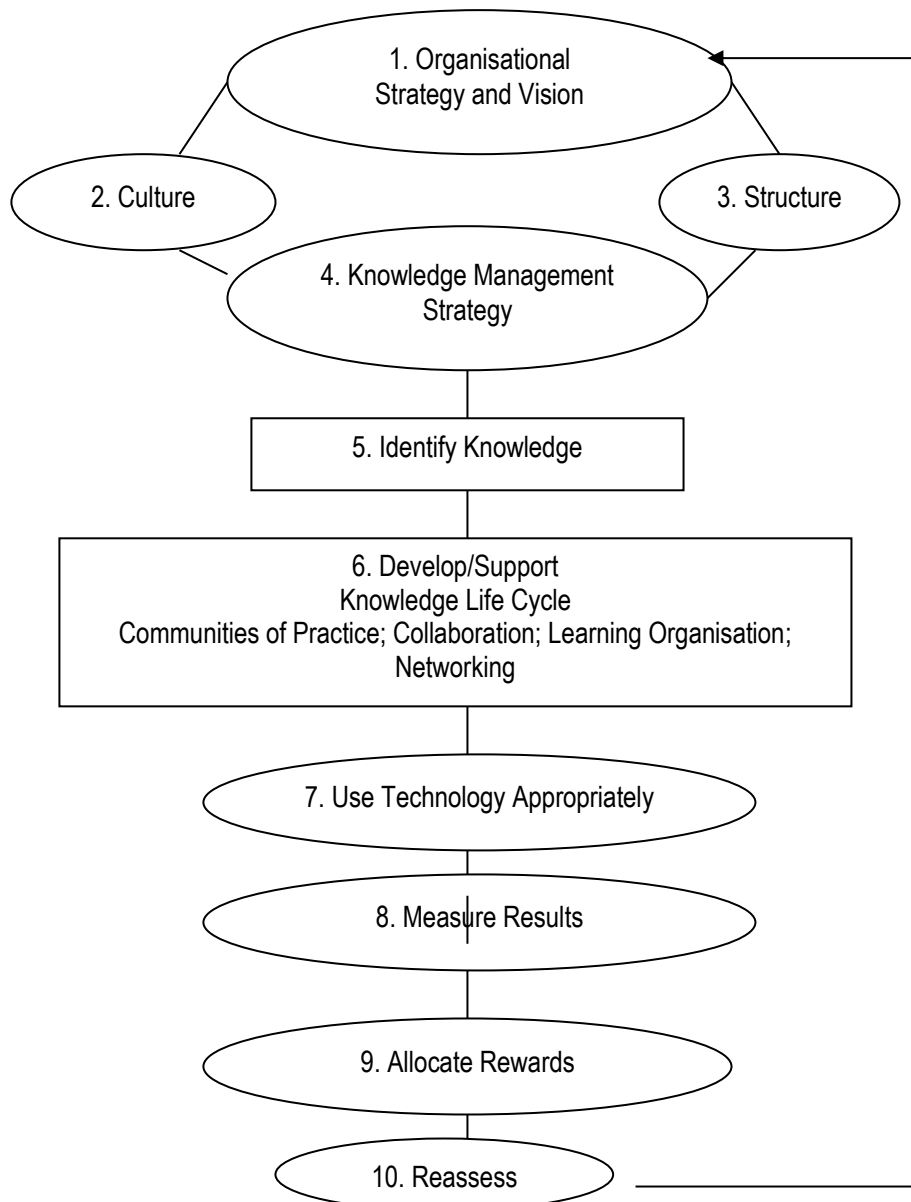 1. Organisational
Strategy and Vision
2. Culture
3. Structure
4. Knowledge Management
Strategy
5. Identify Knowledge
6. Develop/Support
Knowledge Life Cycle
Communities of Practice; Collaboration; Learning Organisation;
Networking
7. Use Technology Appropriately
8. Measure Results
9. Allocate Rewards
10. Reassess